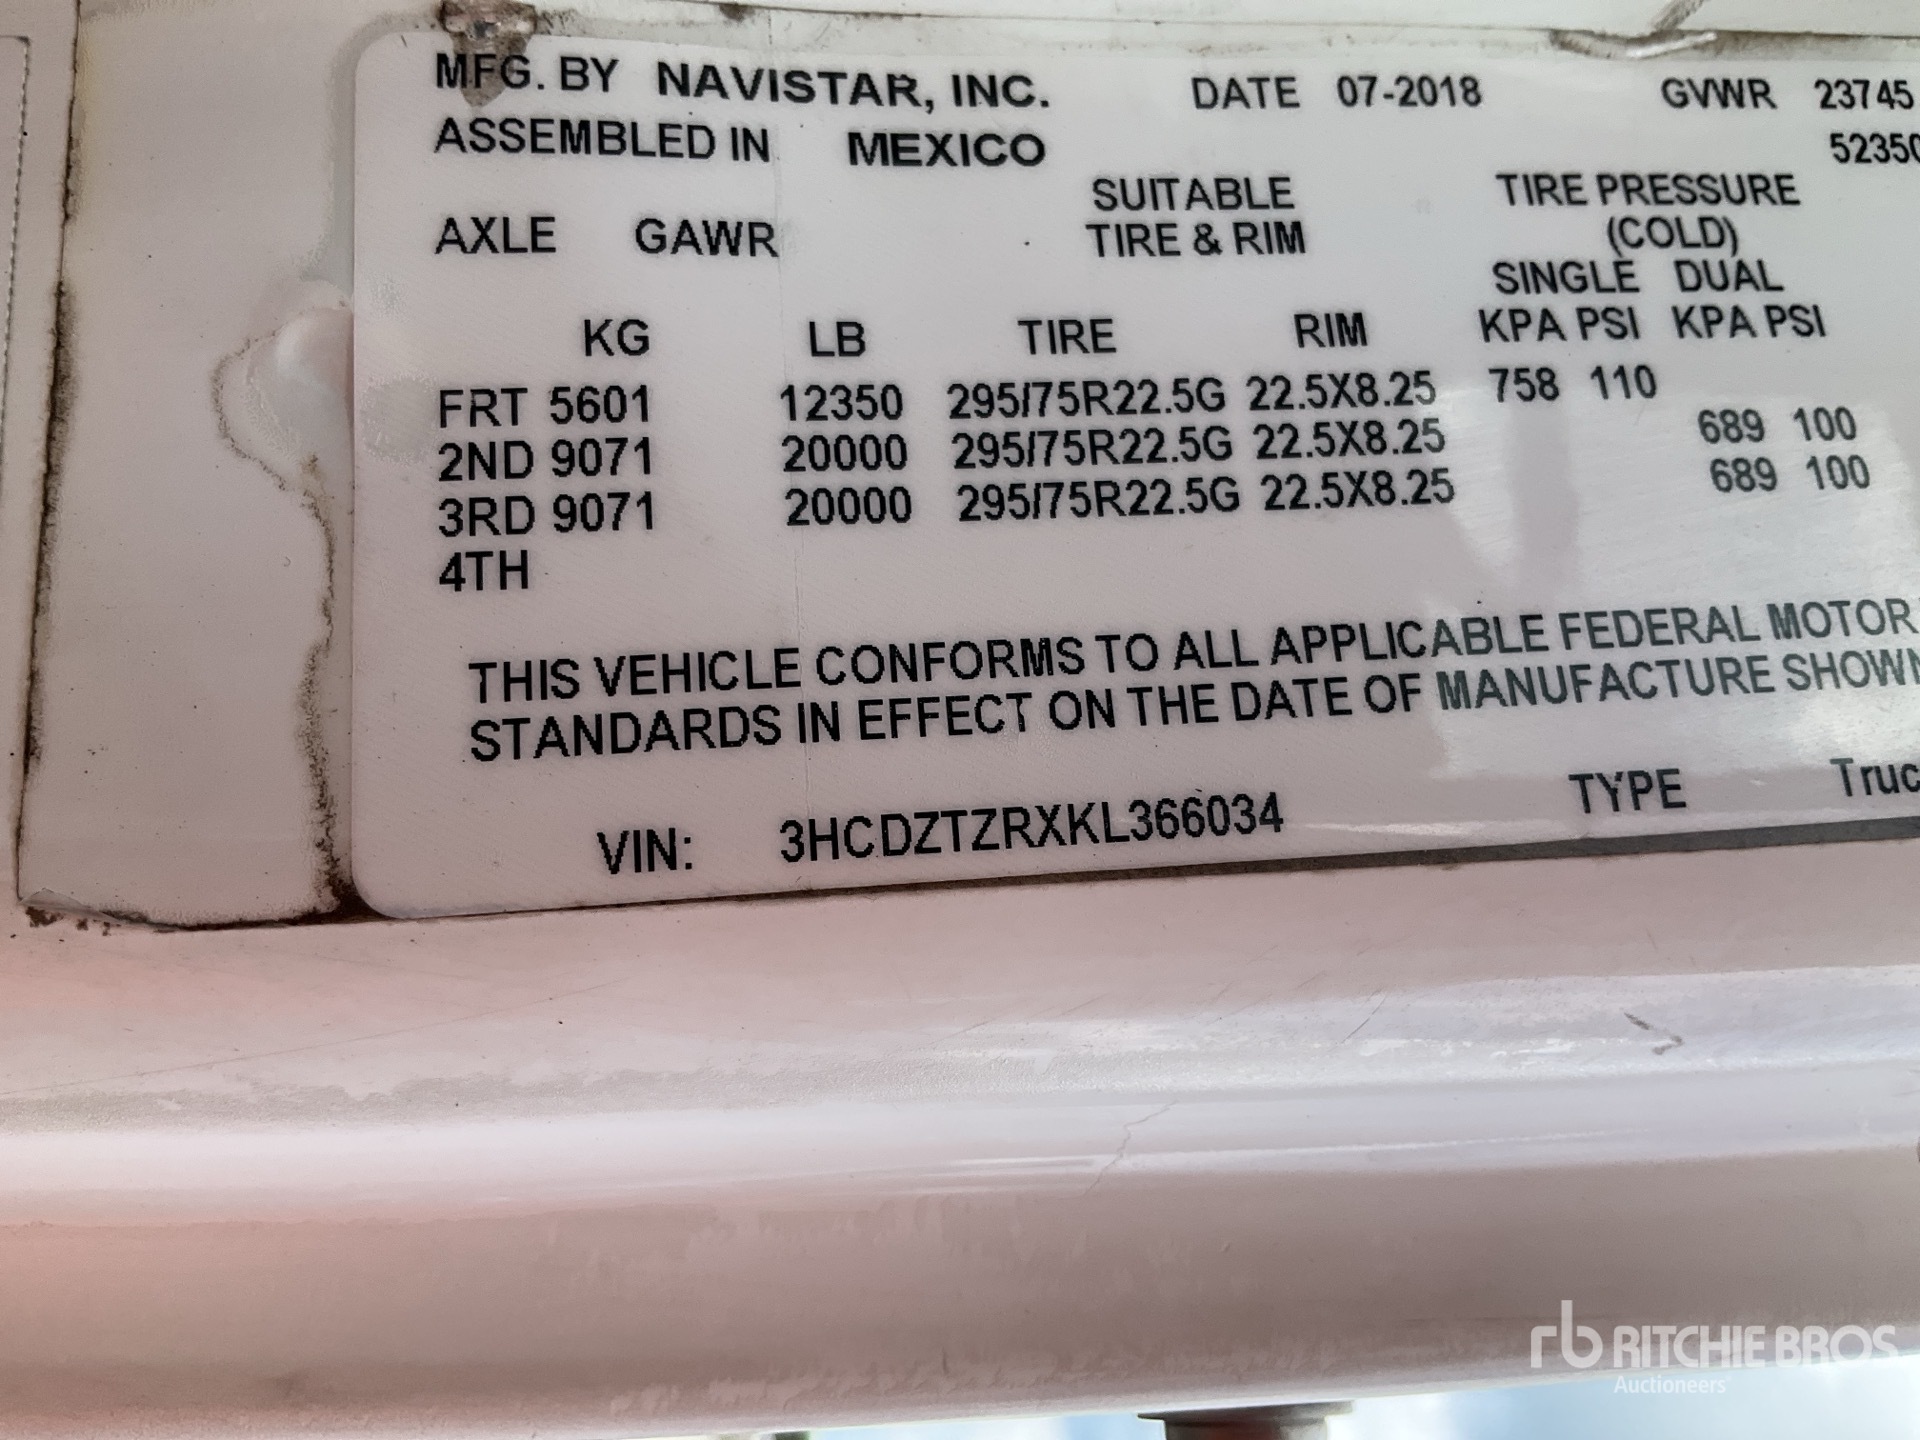 MFG. BY NAVISTAR, INC. DATE 07-2018 GVWR 23745
ASSEMBLED IN MEXICO 52350
AXLE GAWR SUITABLE TIRE & RIM TIRE PRESSURE (COLD)
SINGLE DUAL
KG LB TIRE RIM KPA PSI KPA PSI
FRT 5601 12350 295/75R22.5G 22.5X8.25 758 110
2ND 9071 20000 295/75R22.5G 22.5X8.25 689 100
3RD 9071 20000 295/75R22.5G 22.5X8.25 689 100
4TH
THIS VEHICLE CONFORMS TO ALL APPLICABLE FEDERAL MOTOR
STANDARDS IN EFFECT ON THE DATE OF MANUFACTURE SHOWN
VIN: 3HCDZTZRXKL366034 TYPE Truc
rb RITCHIE BROS
Auctioneers